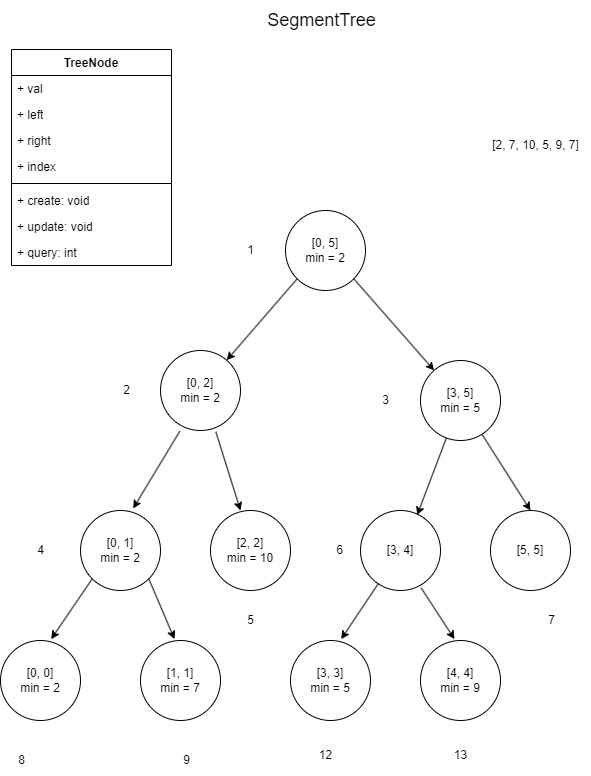 SegmentTree
TreeNode
+ val
+ left
+ right
+ index
+ create: void
+ update: void
+ query: int
[2, 7, 10, 5, 9, 7]
1
[0, 5]
min = 2
2
[0, 2]
min = 2
3
[3, 5]
min = 5
4
[0, 1]
min = 2
[2, 2]
min = 10
5
6
[3, 4]
[5, 5]
7
[0, 0]
min = 2
8
[1, 1]
min = 7
9
[3, 3]
min = 5
12
[4, 4]
min = 9
13